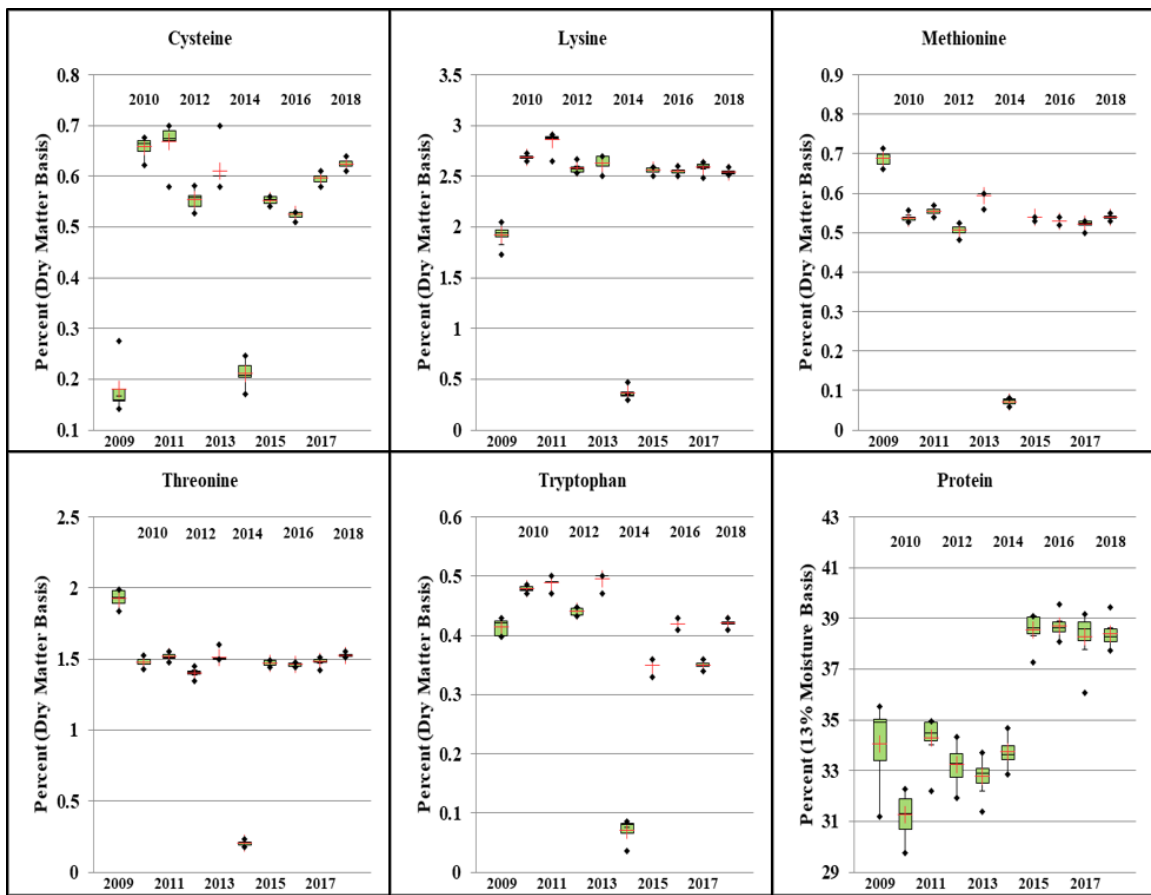 Cysteine
Percent (Dry Matter Basis)
0.8
0.7
0.6
0.5
0.4
0.3
0.2
0.1
2010 2012 2014 2016 2018
2009 2011 2013 2015 2017
Lysine
Percent (Dry Matter Basis)
3.5
3
2.5
2
1.5
1
0.5
0
2010 2012 2014 2016 2018
2009 2011 2013 2015 2017
Methionine
Percent (Dry Matter Basis)
0.9
0.8
0.7
0.6
0.5
0.4
0.3
0.2
0.1
0
2010 2012 2014 2016 2018
2009 2011 2013 2015 2017
Threonine
Percent (Dry Matter Basis)
2.5
2
1.5
1
0.5
0
2010 2012 2014 2016 2018
2009 2011 2013 2015 2017
Tryptophan
Percent (Dry Matter Basis)
0.6
0.5
0.4
0.3
0.2
0.1
0
2010 2012 2014 2016 2018
2009 2011 2013 2015 2017
Protein
Percent (13% Moisture Basis)
43
41
39
37
35
33
31
29
2010 2012 2014 2016 2018
2009 2011 2013 2015 2017